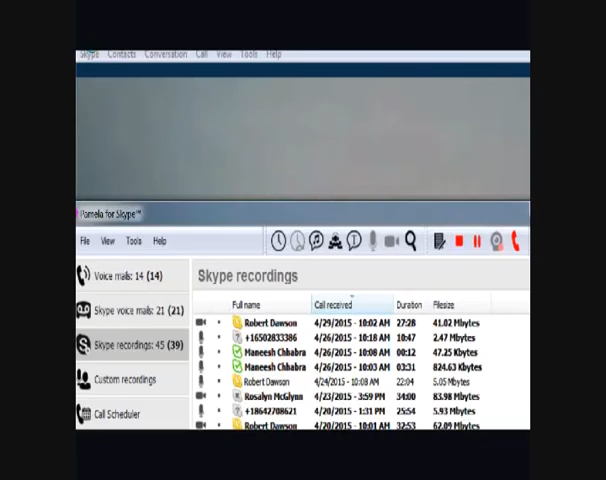 Skype Contacts Conversation Call View Tools Help
Pamela for Skype™
File View Tools Help
Voice mails: 14 (14)
Skype recordings
Full name Call received Duration Filesize
Skype voice mails: 21 (21)
Robert Dawson 4/29/2015 - 10:02 AM 27:28 41.02 Mbytes
+16502833386 4/26/2015 - 10:18 AM 10:47 2.47 Mbytes
Skype recordings: 45 (39)
Maneesh Chhabra 4/26/2015 - 10:08 AM 00:12 47.25 Kbytes
Maneesh Chhabra 4/26/2015 - 10:03 AM 03:31 824.63 Kbytes
Custom recordings
Robert Dawson 4/24/2015 - 10:08 AM 22:04 5.05 Mbytes
Rosalyn McGlynn 4/23/2015 - 3:59 PM 34:00 83.98 Mbytes
Call Scheduler
+18642708621 4/20/2015 - 1:31 PM 25:54 5.93 Mbytes
Robert Dawson 4/20/2015 - 10:01 AM 32:53 62.09 Mbytes